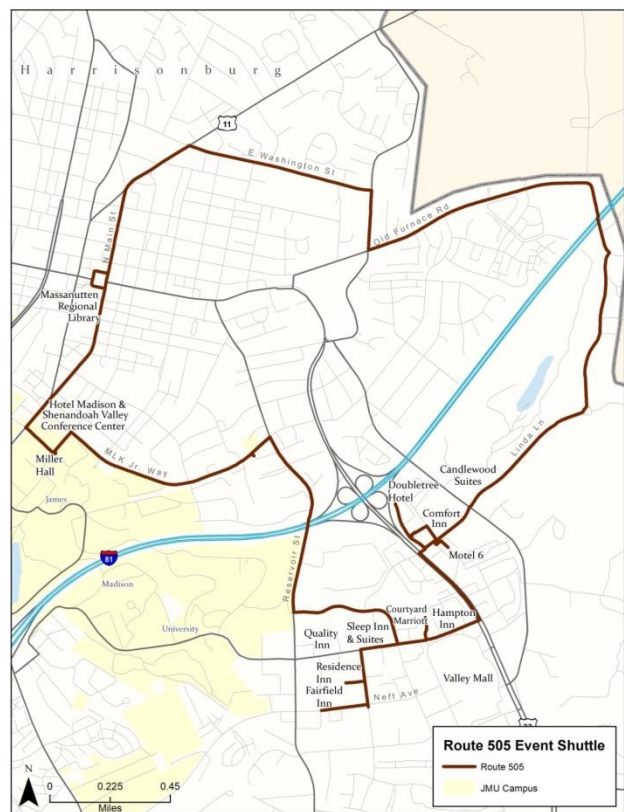 Harrisonburg
11
E Washington St
Old Furnace Rd
N Main St
Massanutten
Regional
Library
Hotel Madison &
Shenandoah Valley
Conference Center
Miller
Hall
MLK Jr. Way
James
81
Madison
University
Reservoir St
Linda Ln
Candlewood
Suites
Doubletree
Hotel
Comfort
Inn
Motel 6
Courtyard
Marriott
Hampton
Inn
Sleep Inn
& Suites
Quality
Inn
Residence
Inn
Fairfield
Inn
Neff Ave
Valley Mall
33
Route 505 Event Shuttle
Route 505
JMU Campus
N
0 0.225 0.45
Miles